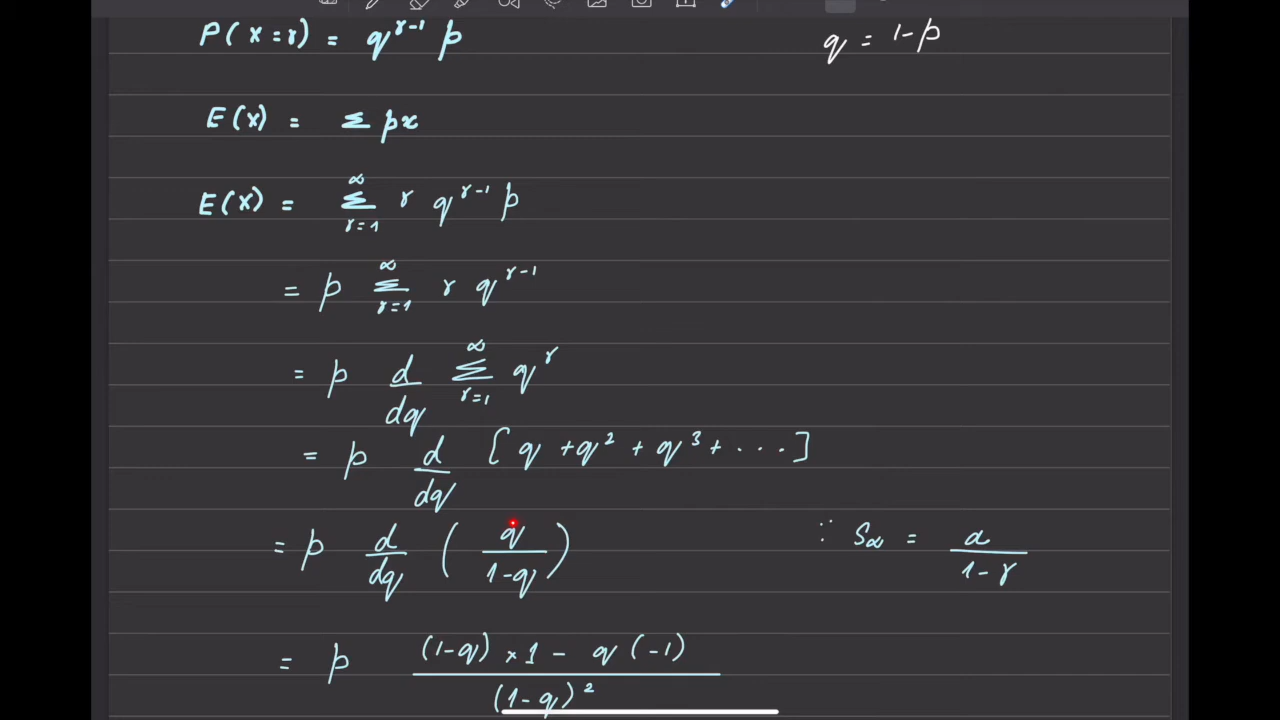 P(X=r) = q^{r-1} p
q = 1-p
E(X) = Σ px
E(X) = Σ_{r=1}^{∞} r q^{r-1} p
= p Σ_{r=1}^{∞} r q^{r-1}
= p d/dq Σ_{r=1}^{∞} q^{r}
= p d/dq [q + q² + q³ + ....]
= p d/dq (q/(1-q))
∵ S_∞ = a/(1-r)
= p ((1-q) × 1 - q(-1))/(1-q)²